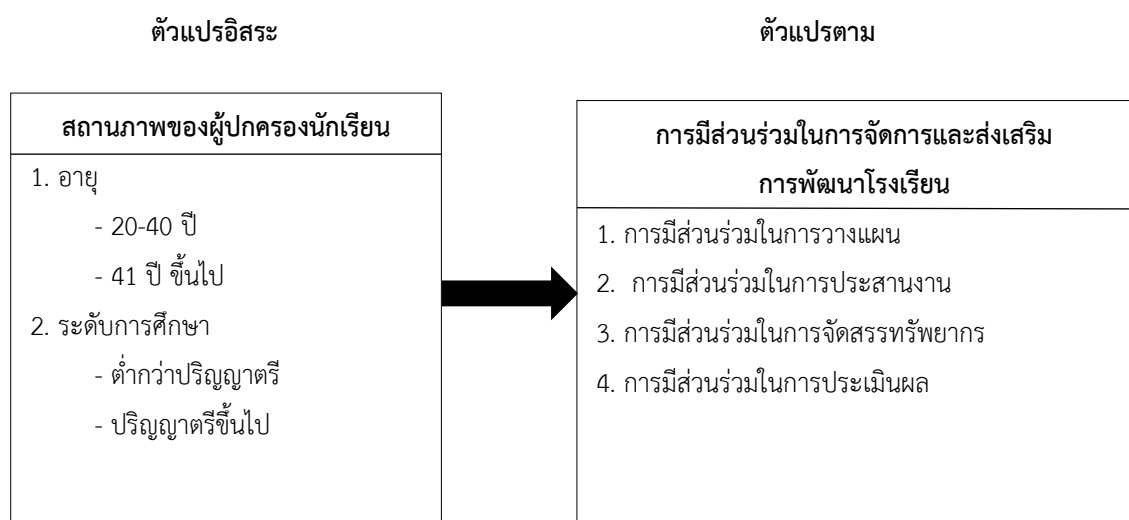 ตัวแปรอิสระ
ตัวแปรตาม
สถานภาพของผู้ปกครองนักเรียน
1. อายุ
- 20-40 ปี
- 41 ปี ขึ้นไป
2. ระดับการศึกษา
- ต่ำกว่าปริญญาตรี
- ปริญญาตรีขึ้นไป
การมีส่วนร่วมในการจัดการและส่งเสริม
การพัฒนาโรงเรียน
1. การมีส่วนร่วมในการวางแผน
2. การมีส่วนร่วมในการประสานงาน
3. การมีส่วนร่วมในการจัดสรรทรัพยากร
4. การมีส่วนร่วมในการประเมินผล